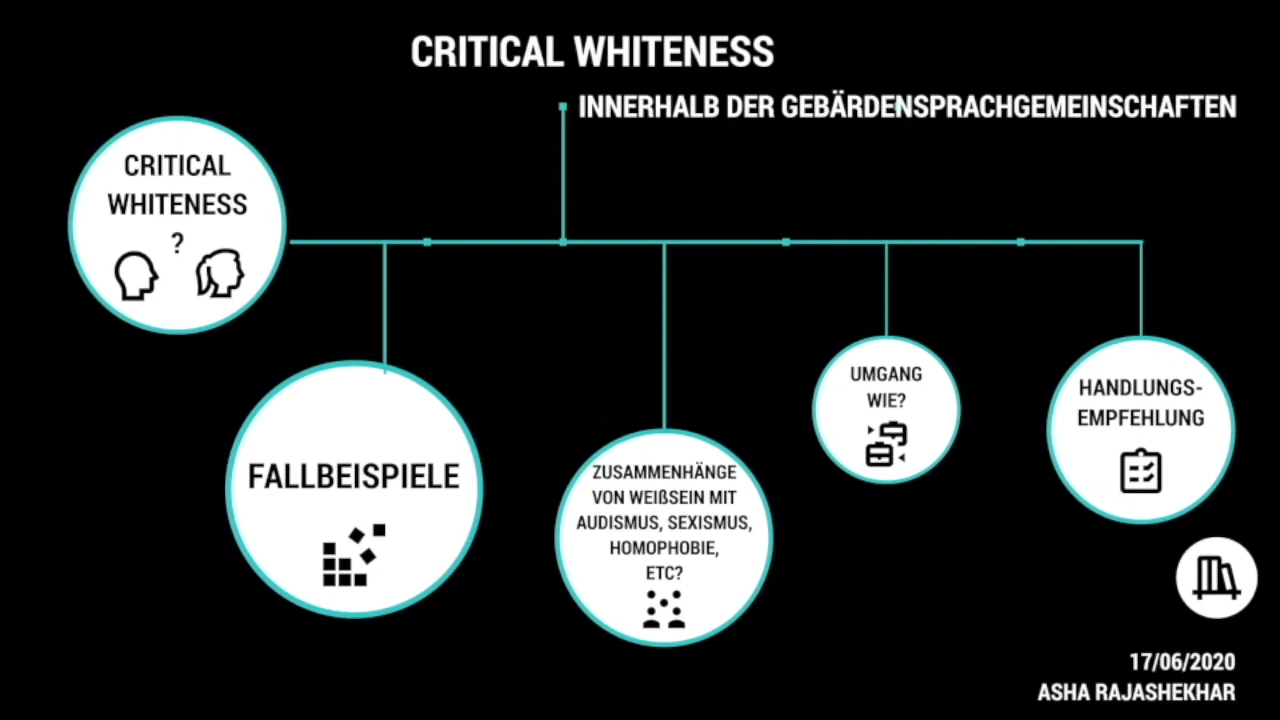 CRITICAL WHITENESS
INNERHALB DER GEBÄRDENSPRACHGEMEINSCHAFTEN
CRITICAL
WHITENESS
?
FALLBEISPIELE
ZUSAMMENHÄNGE
VON WEIßSEIN MIT
AUDISMUS, SEXISMUS,
HOMOPHOBIE,
ETC?
UMGANG
WIE?
HANDLUNGS-
EMPFEHLUNG
17/06/2020
ASHA RAJASHEKHAR